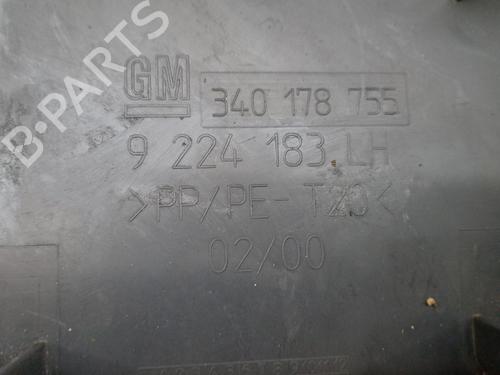 B-PARTS
GM 340 178 755
9 224 183 LH
>PP/PE-T20<
02/00